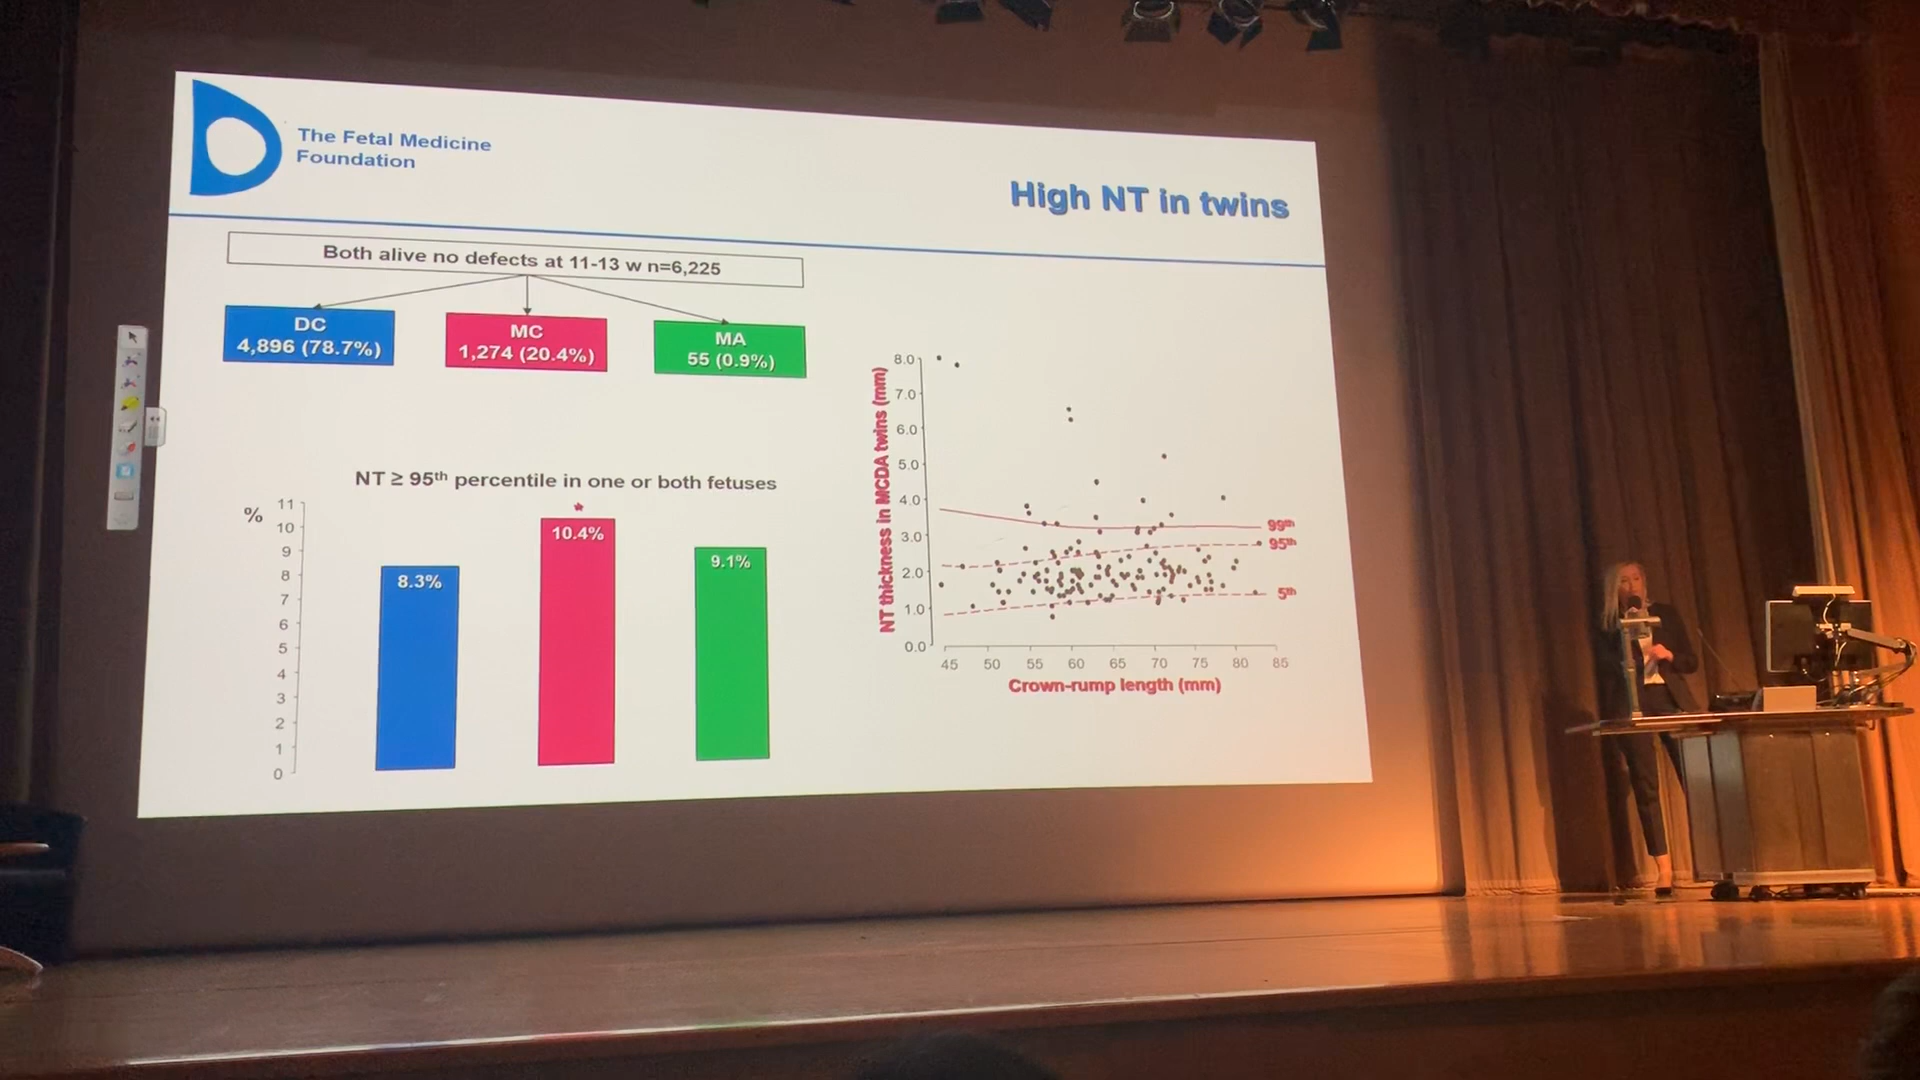 The Fetal Medicine
Foundation
High NT in twins
Both alive no defects at 11-13 w n=6,225
DC
4,896 (78.7%)
MC
1,274 (20.4%)
MA
55 (0.9%)
NT ≥ 95th percentile in one or both fetuses
%
11
10
9
8
7
6
5
4
3
2
1
0
8.3%
*
10.4%
9.1%
NT thickness in MCDA twins (mm)
8.0
7.0
6.0
5.0
4.0
3.0
2.0
1.0
0.0
99th
95th
5th
45 50 55 60 65 70 75 80 85
Crown-rump length (mm)